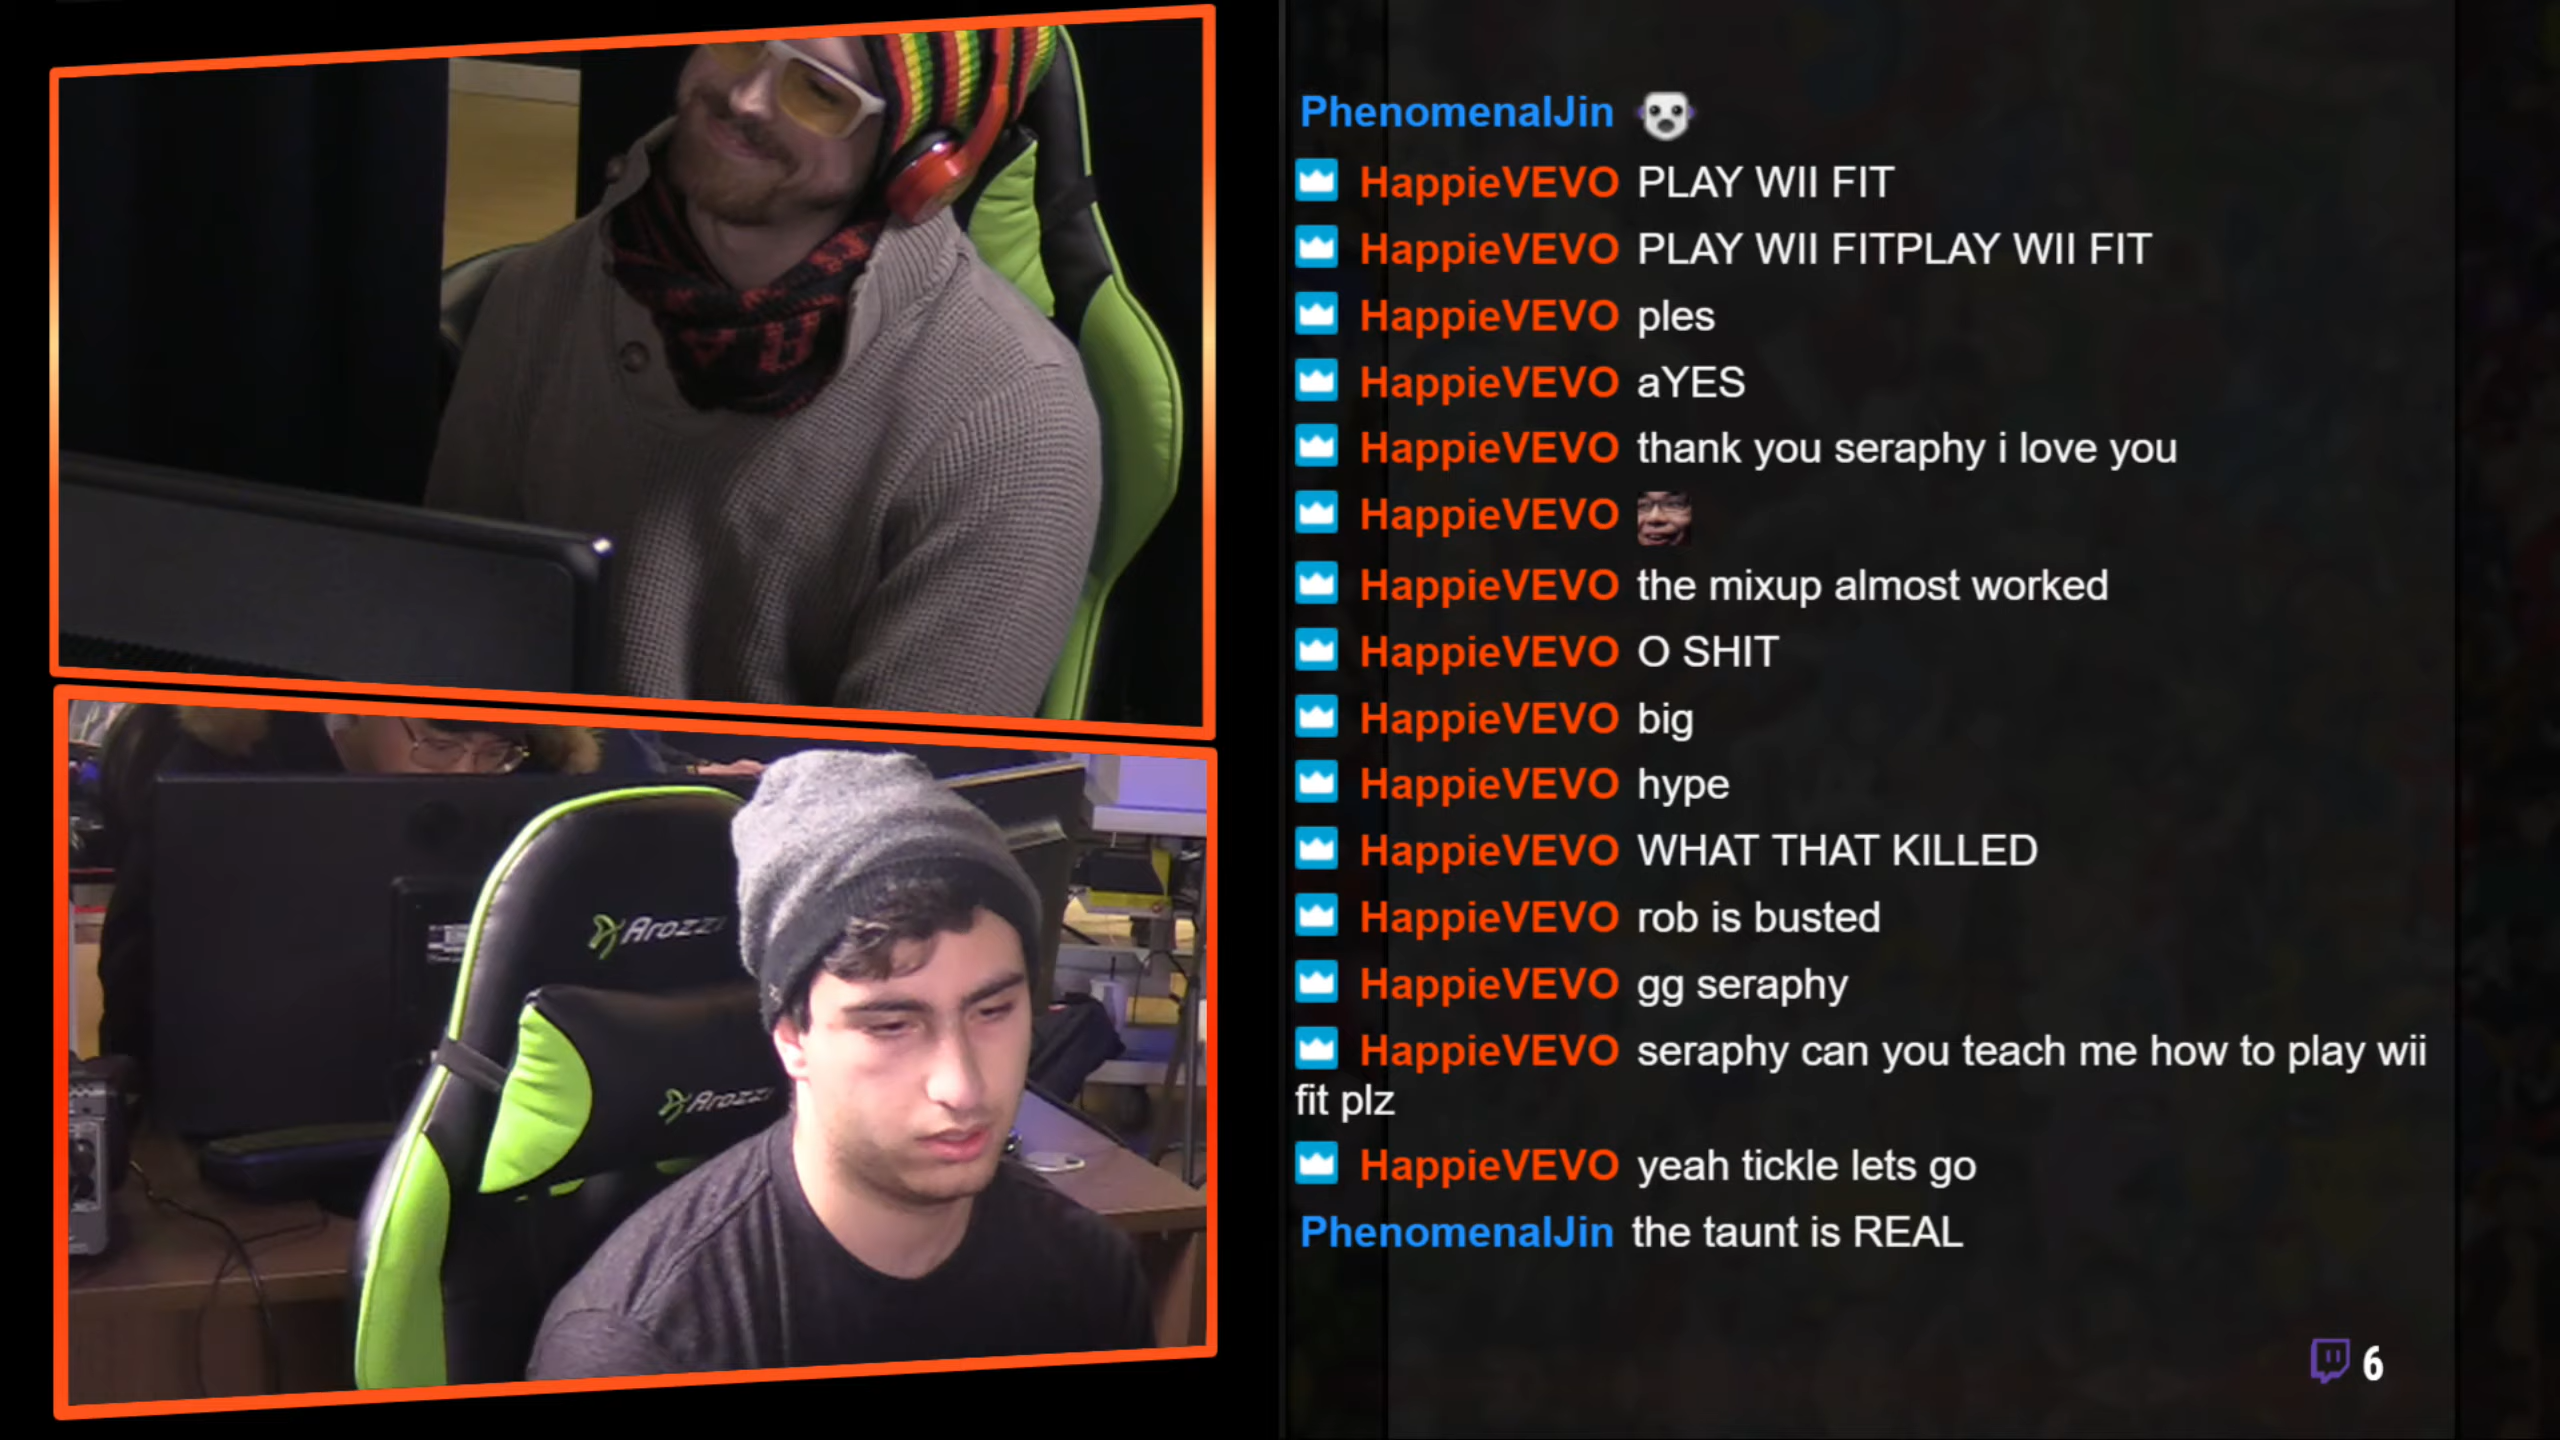 PhenomenalJin
HappieVEVO PLAY WII FIT
HappieVEVO PLAY WII FITPLAY WII FIT
HappieVEVO ples
HappieVEVO aYES
HappieVEVO thank you seraphy i love you
HappieVEVO
HappieVEVO the mixup almost worked
HappieVEVO O SHIT
HappieVEVO big
HappieVEVO hype
HappieVEVO WHAT THAT KILLED
HappieVEVO rob is busted
HappieVEVO gg seraphy
HappieVEVO seraphy can you teach me how to play wii
fit plz
HappieVEVO yeah tickle lets go
PhenomenalJin the taunt is REAL
6
Arozzi
Arozzi